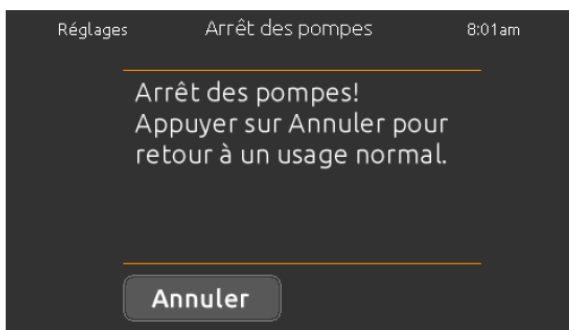 Réglages Arrêt des pompes 8:01am
Arrêt des pompes!
Appuyer sur Annuler pour
retour à un usage normal.
Annuler